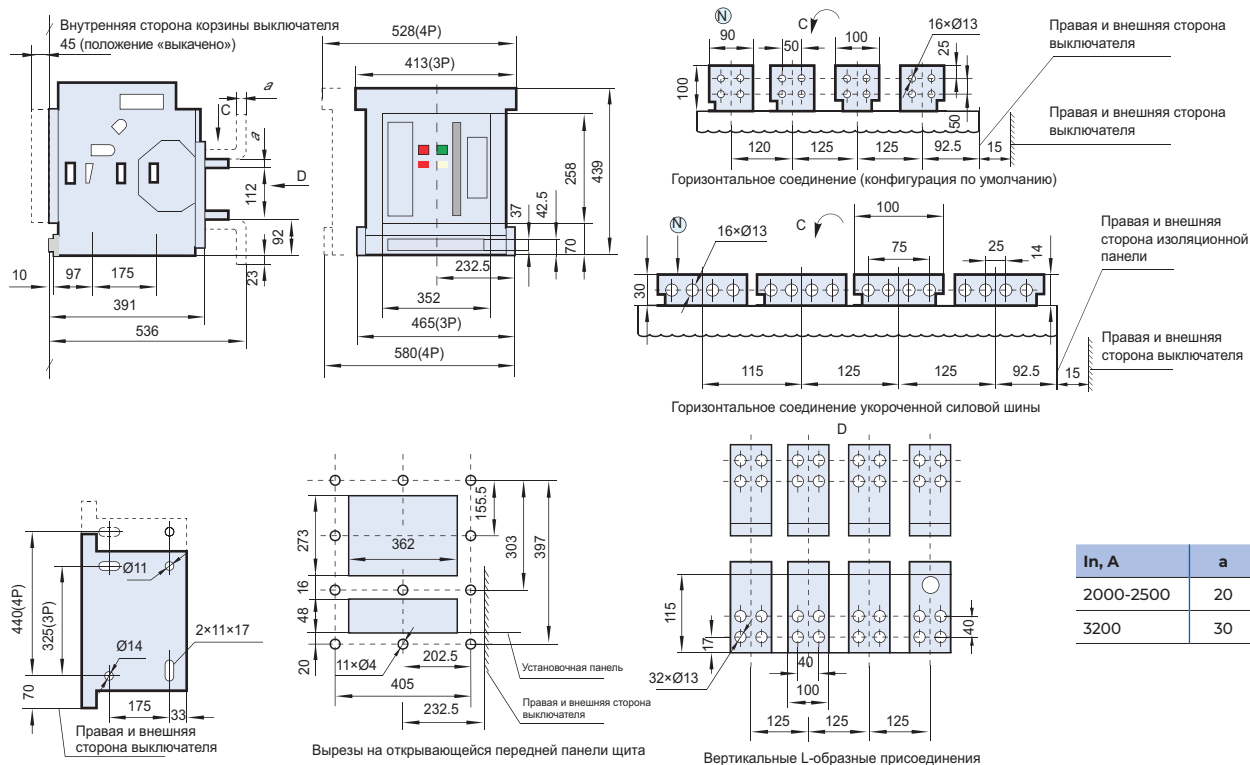 Внутренняя сторона корзины выключателя
45 (положение «выкачено»)
a
C
a
112
D
92
23
10
97
175
391
536
528(4P)
413(3P)
258
439
37
42.5
70
232.5
352
465(3P)
580(4P)
N
C
16×Ø13
90
50
100
25
100
50
120
125
125
92.5
15
Правая и внешняя сторона
выключателя
Правая и внешняя сторона
выключателя
Горизонтальное соединение (конфигурация по умолчанию)
N
16×Ø13
C
100
75
25
14
30
115
125
125
92.5
15
Правая и внешняя
сторона изоляционной
панели
Правая и внешняя
сторона выключателя
Горизонтальное соединение укороченной силовой шины
440(4P)
325(3P)
70
Ø11
Ø14
2×11×17
175
33
Правая и внешняя
сторона выключателя
273
362
16
48
20
155.5
303
397
11×Ø4
202.5
405
232.5
Установочная панель
Правая и внешняя сторона
выключателя
Вырезы на открывающейся передней панели щита
D
115
17
40
32×Ø13
40
100
125
125
125
Вертикальные L-образные присоединения
In, A a
2000-2500 20
3200 30